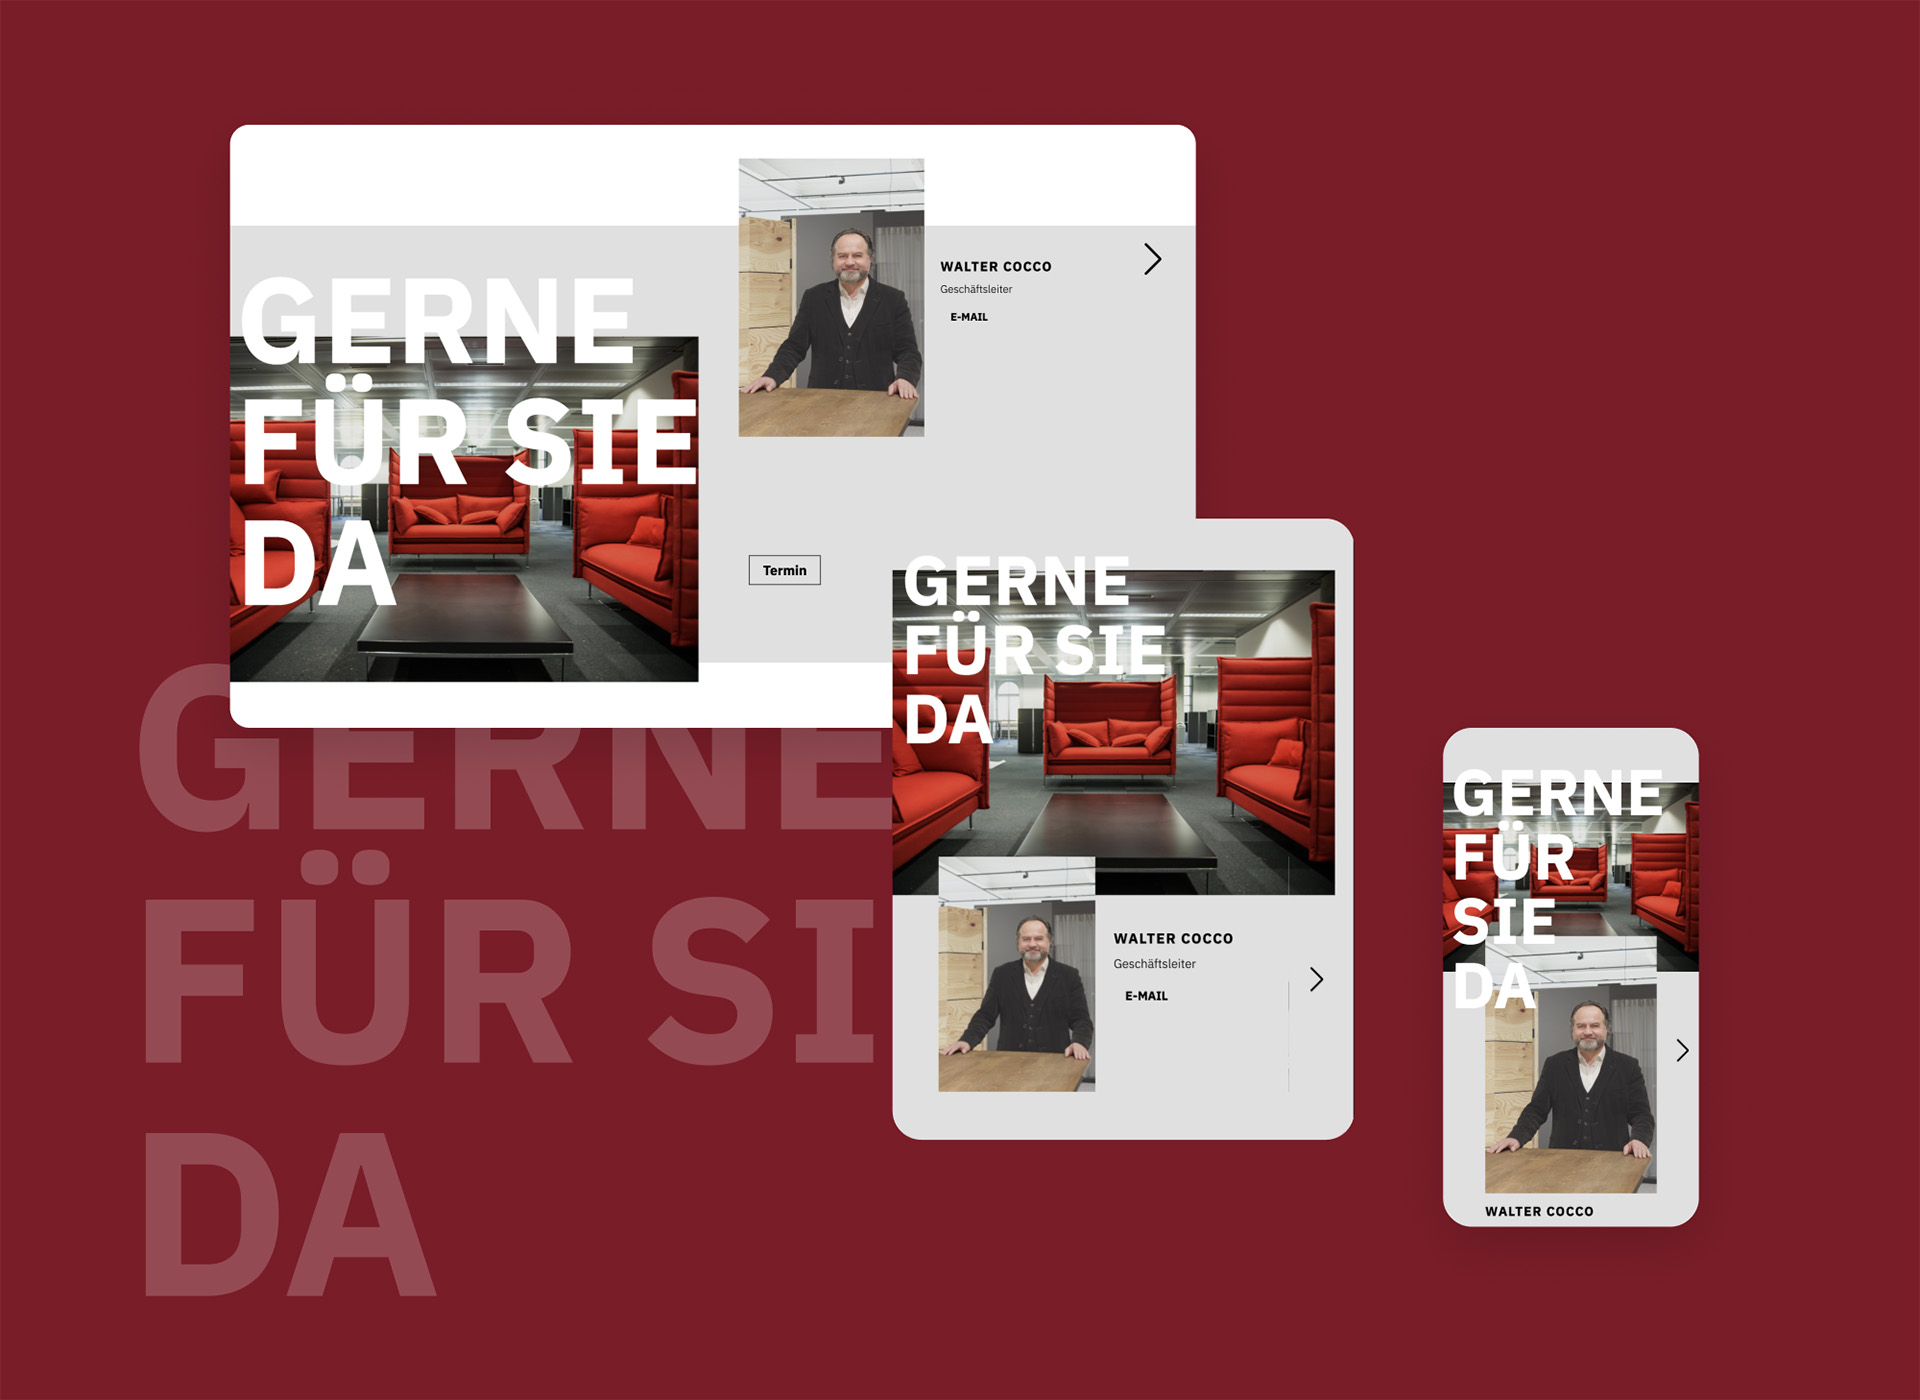 GERNE
FÜR SIE
DA
WALTER COCCO
Geschäftsleiter
E-MAIL
Termin
GERNE
FÜR SIE
DA
WALTER COCCO
Geschäftsleiter
E-MAIL
GERNE
FÜR
SIE
DA
WALTER COCCO
GERNE
FÜR SI
DA